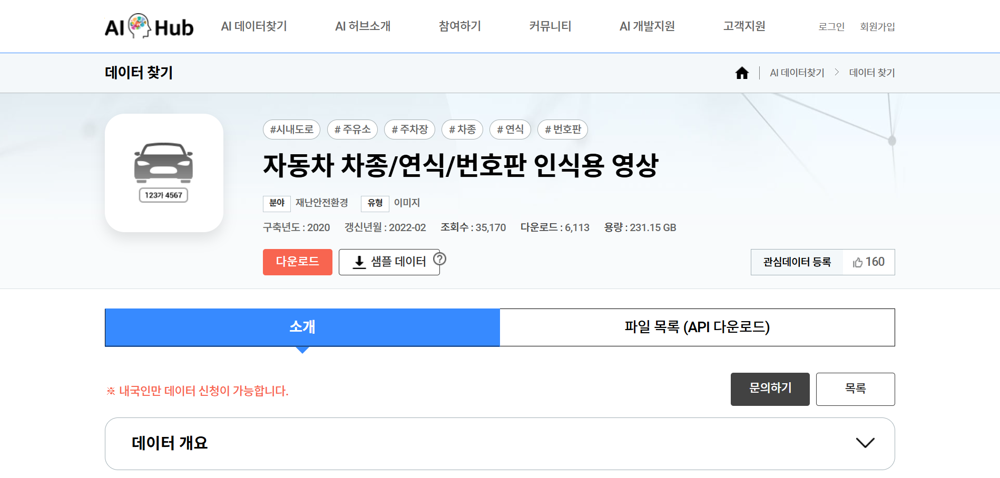 AI Hub
AI 데이터찾기 AI 허브소개 참여하기 커뮤니티 AI 개발지원 고객지원 로그인 회원가입
데이터 찾기
AI 데이터찾기 > 데이터 찾기
#시내도로 # 주유소 # 주차장 # 차종 # 연식 # 번호판
자동차 차종/연식/번호판 인식용 영상
123가 4567
분야 재난안전환경 유형 이미지
구축년도 : 2020 갱신년월 : 2022-02 조회수 : 35,170 다운로드 : 6,113 용량 : 231.15 GB
다운로드 샘플 데이터 ? 관심데이터 등록 160
소개 파일 목록 (API 다운로드)
※ 내국인만 데이터 신청이 가능합니다.
문의하기 목록
데이터 개요